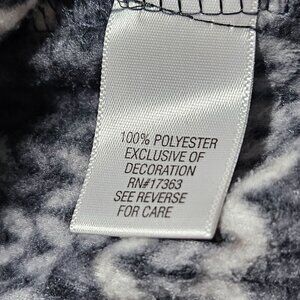 100% POLYESTER
EXCLUSIVE OF
DECORATION
RN#17363
SEE REVERSE
FOR CARE